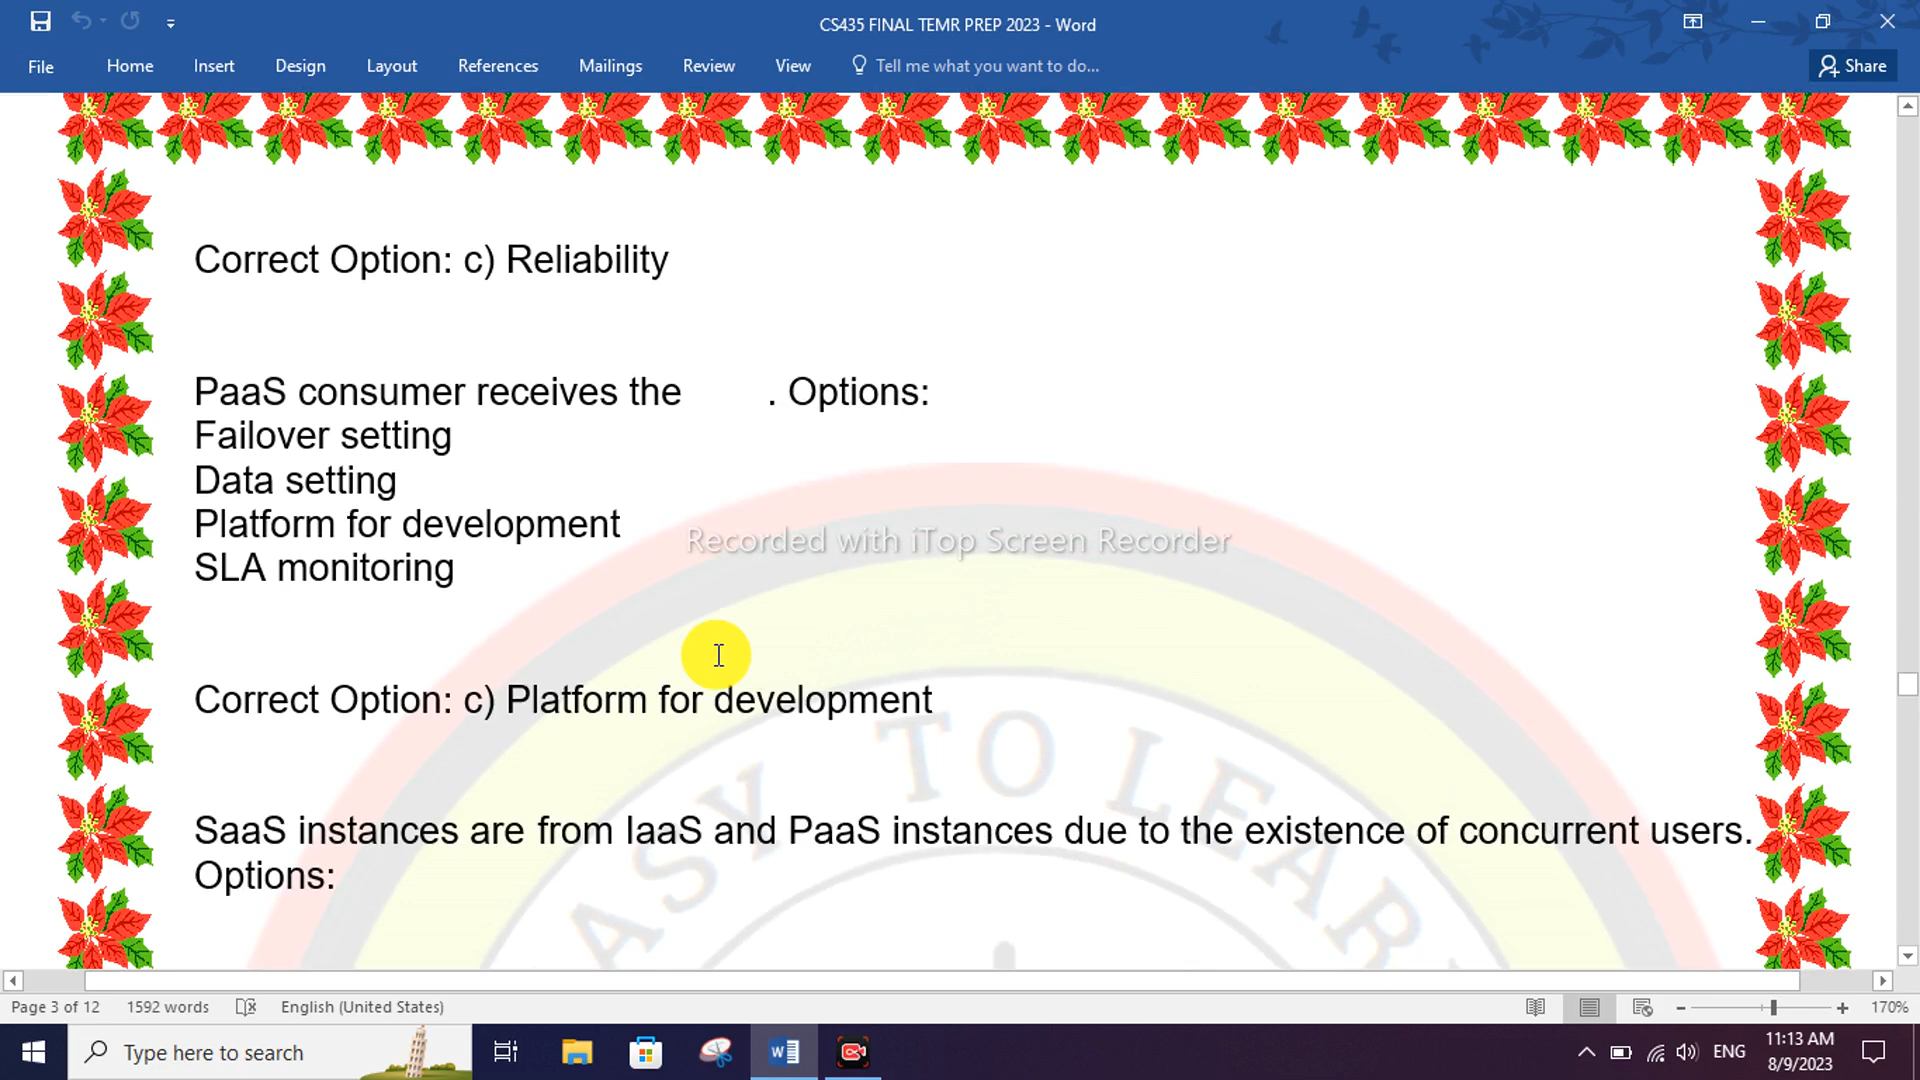 CS435 FINAL TEMR PREP 2023 - Word
File Home Insert Design Layout References Mailings Review View Tell me what you want to do... Share
Correct Option: c) Reliability
PaaS consumer receives the . Options:
Failover setting
Data setting
Platform for development
SLA monitoring
Recorded with iTop Screen Recorder
Correct Option: c) Platform for development
SaaS instances are from IaaS and PaaS instances due to the existence of concurrent users.
Options:
ASY TO LEAR
Page 3 of 12 1592 words English (United States) 170%
Type here to search
ENG
11:13 AM
8/9/2023